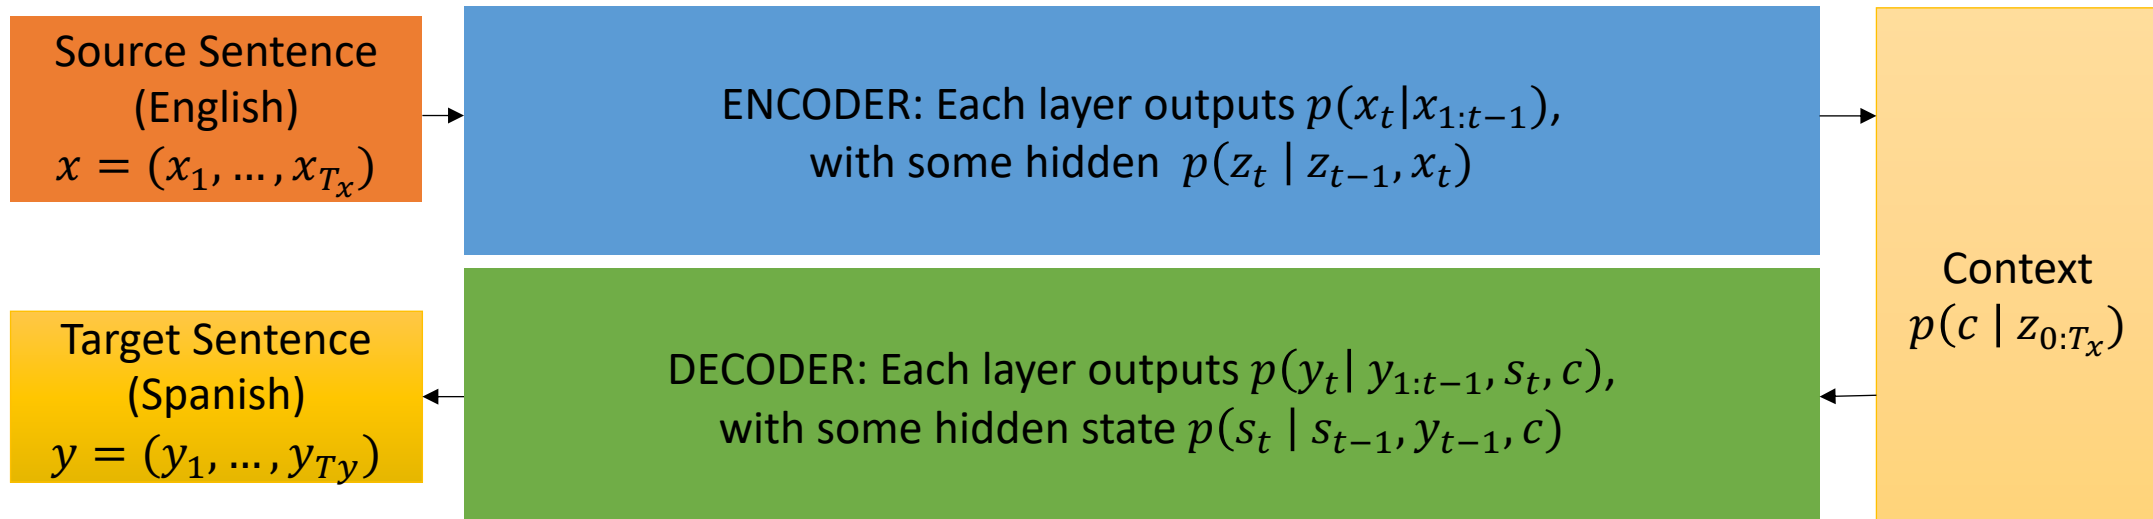 Source Sentence
(English)
x = (x₁, … , x_{T_x})
ENCODER: Each layer outputs p(x_t|x_{1:t−1}),
with some hidden p(z_t | z_{t−1}, x_t)
Context
p(c | z_{0:T_x})
DECODER: Each layer outputs p(y_t| y_{1:t−1}, s_t, c),
with some hidden state p(s_t | s_{t−1}, y_{t−1}, c)
Target Sentence
(Spanish)
y = (y₁, … , y_{Ty})